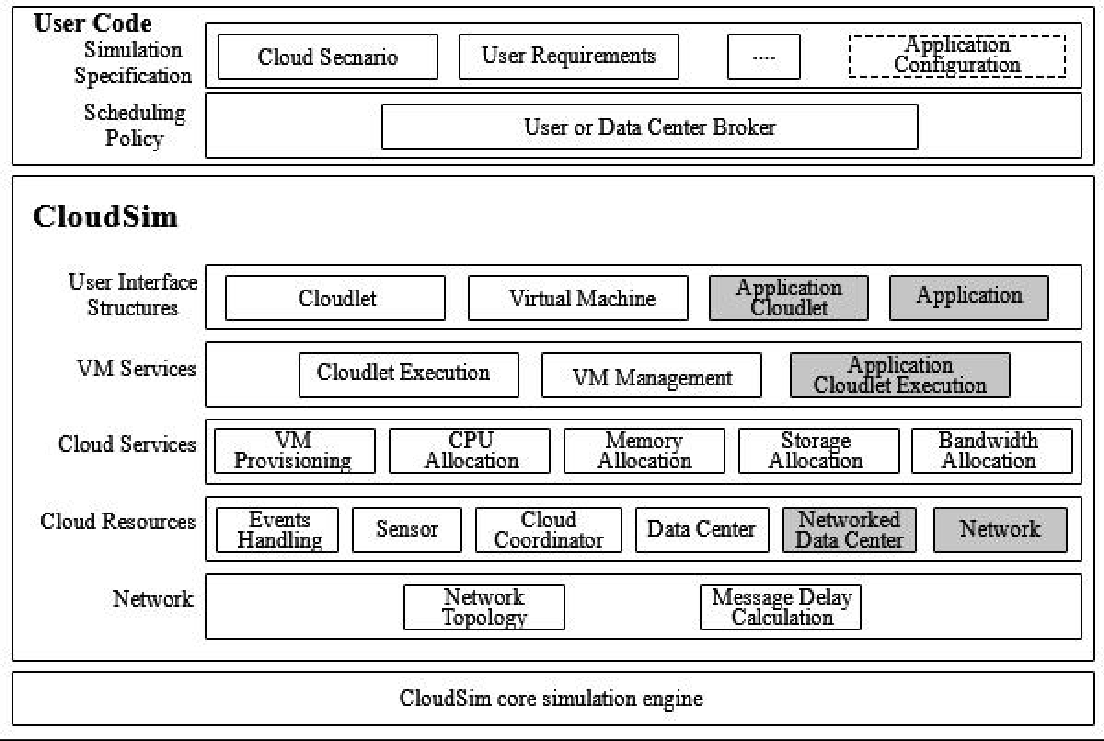 User Code
Simulation
Specification
Cloud Secnario
User Requirements
----
Application
Configuration
Scheduling
Policy
User or Data Center Broker
CloudSim
User Interface
Structures
Cloudlet
Virtual Machine
Application
Cloudlet
Application
VM Services
Cloudlet Execution
VM Management
Application
Cloudlet Execution
Cloud Services
VM
Provisioning
CPU
Allocation
Memory
Allocation
Storage
Allocation
Bandwidth
Allocation
Cloud Resources
Events
Handling
Sensor
Cloud
Coordinator
Data Center
Networked
Data Center
Network
Network
Network
Topology
Message Delay
Calculation
CloudSim core simulation engine